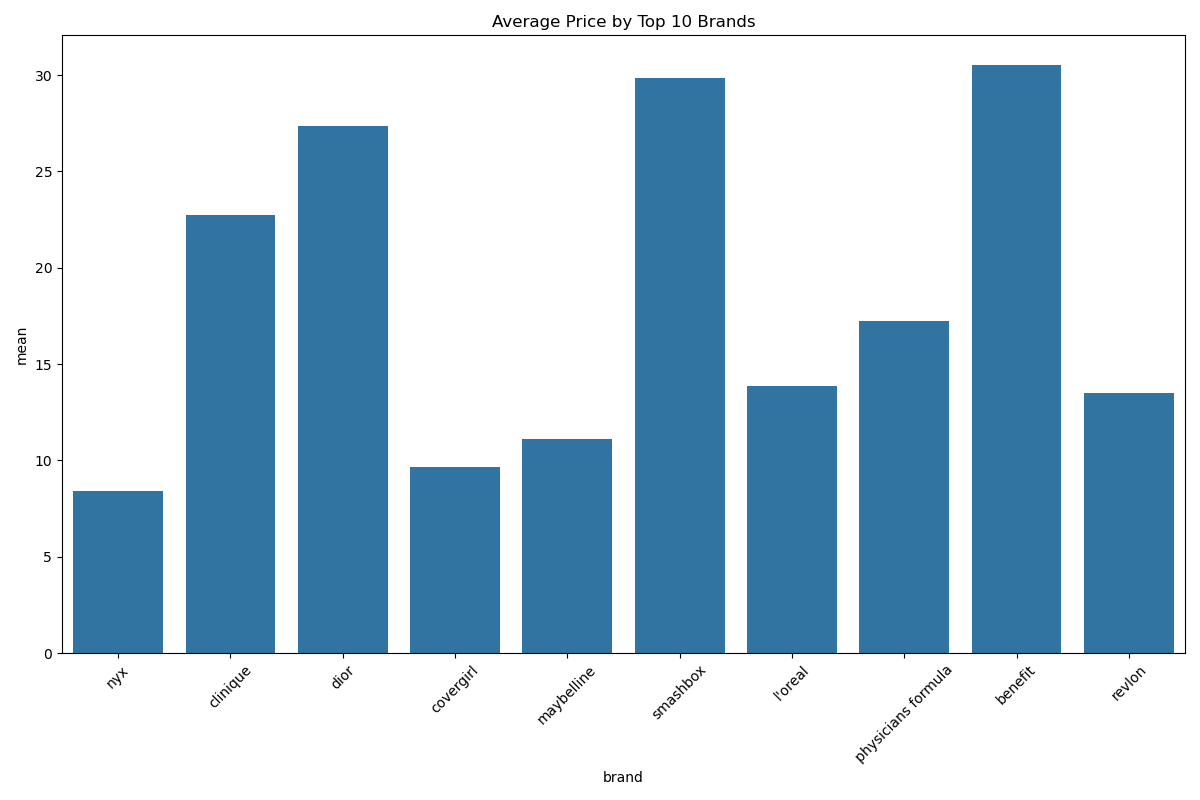 Average Price by Top 10 Brands
mean
30
25
20
15
10
5
0
nyx
clinique
dior
covergirl
maybelline
smashbox
l'oreal
physicians formula
benefit
revlon
brand